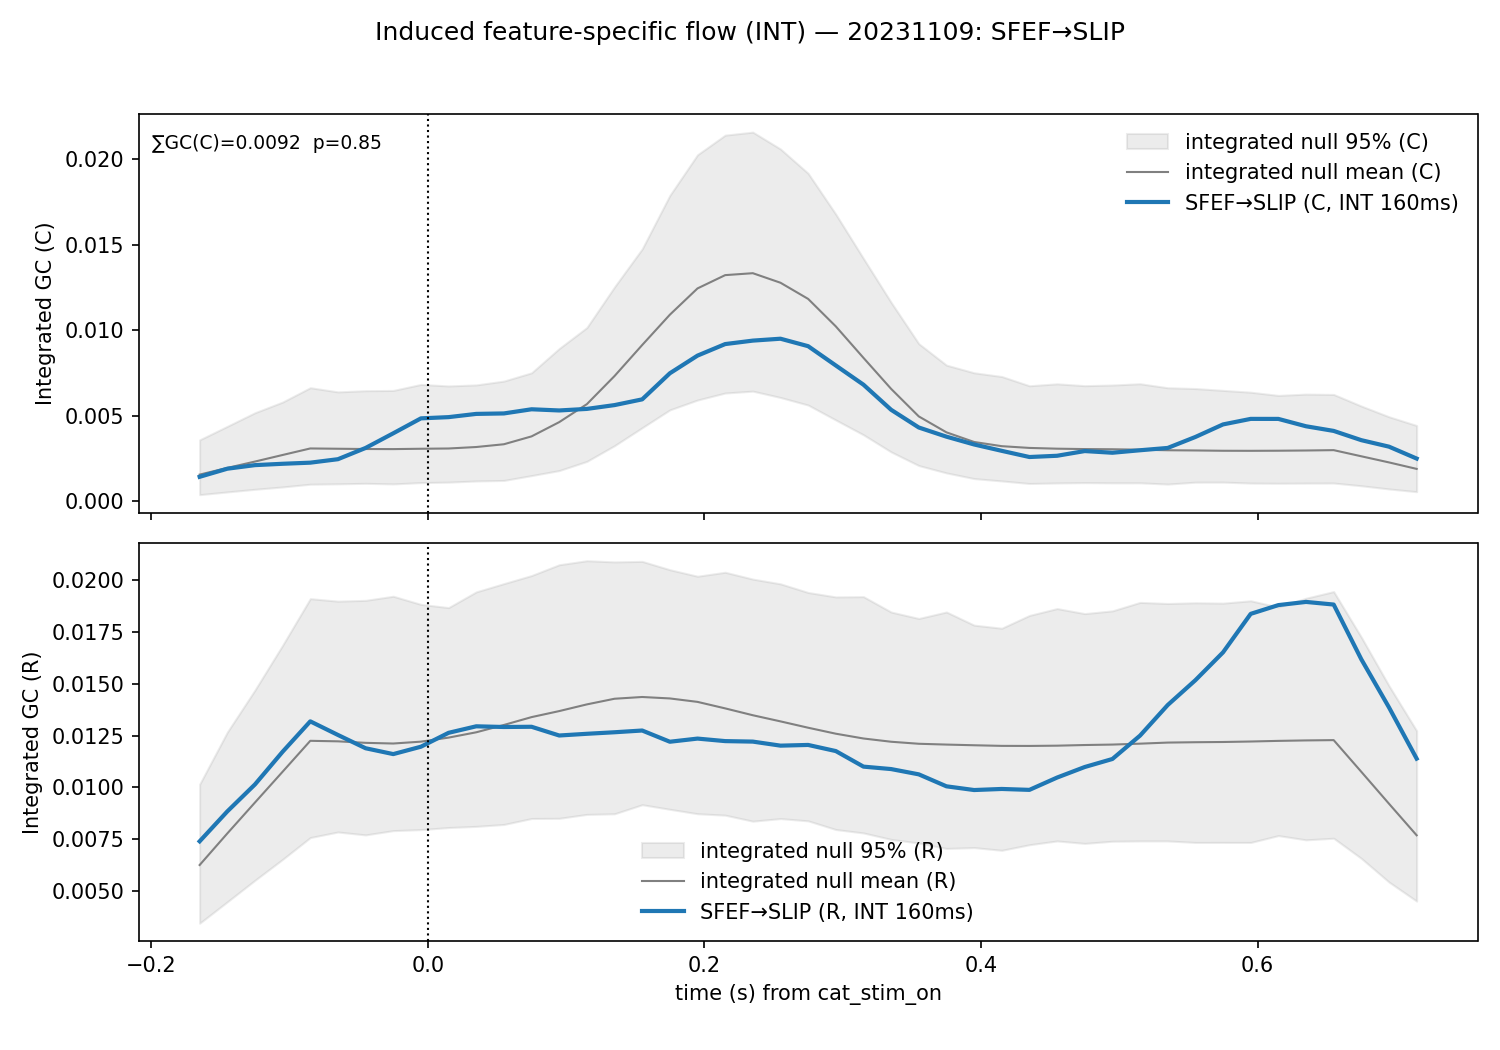 Induced feature-specific flow (INT) — 20231109: SFEF→SLIP
∑GC(C)=0.0092  p=0.85
integrated null 95% (C)
integrated null mean (C)
SFEF→SLIP (C, INT 160ms)
Integrated GC (C)
0.020
0.015
0.010
0.005
0.000
Integrated GC (R)
0.0200
0.0175
0.0150
0.0125
0.0100
0.0075
0.0050
integrated null 95% (R)
integrated null mean (R)
SFEF→SLIP (R, INT 160ms)
−0.2 0.0 0.2 0.4 0.6
time (s) from cat_stim_on